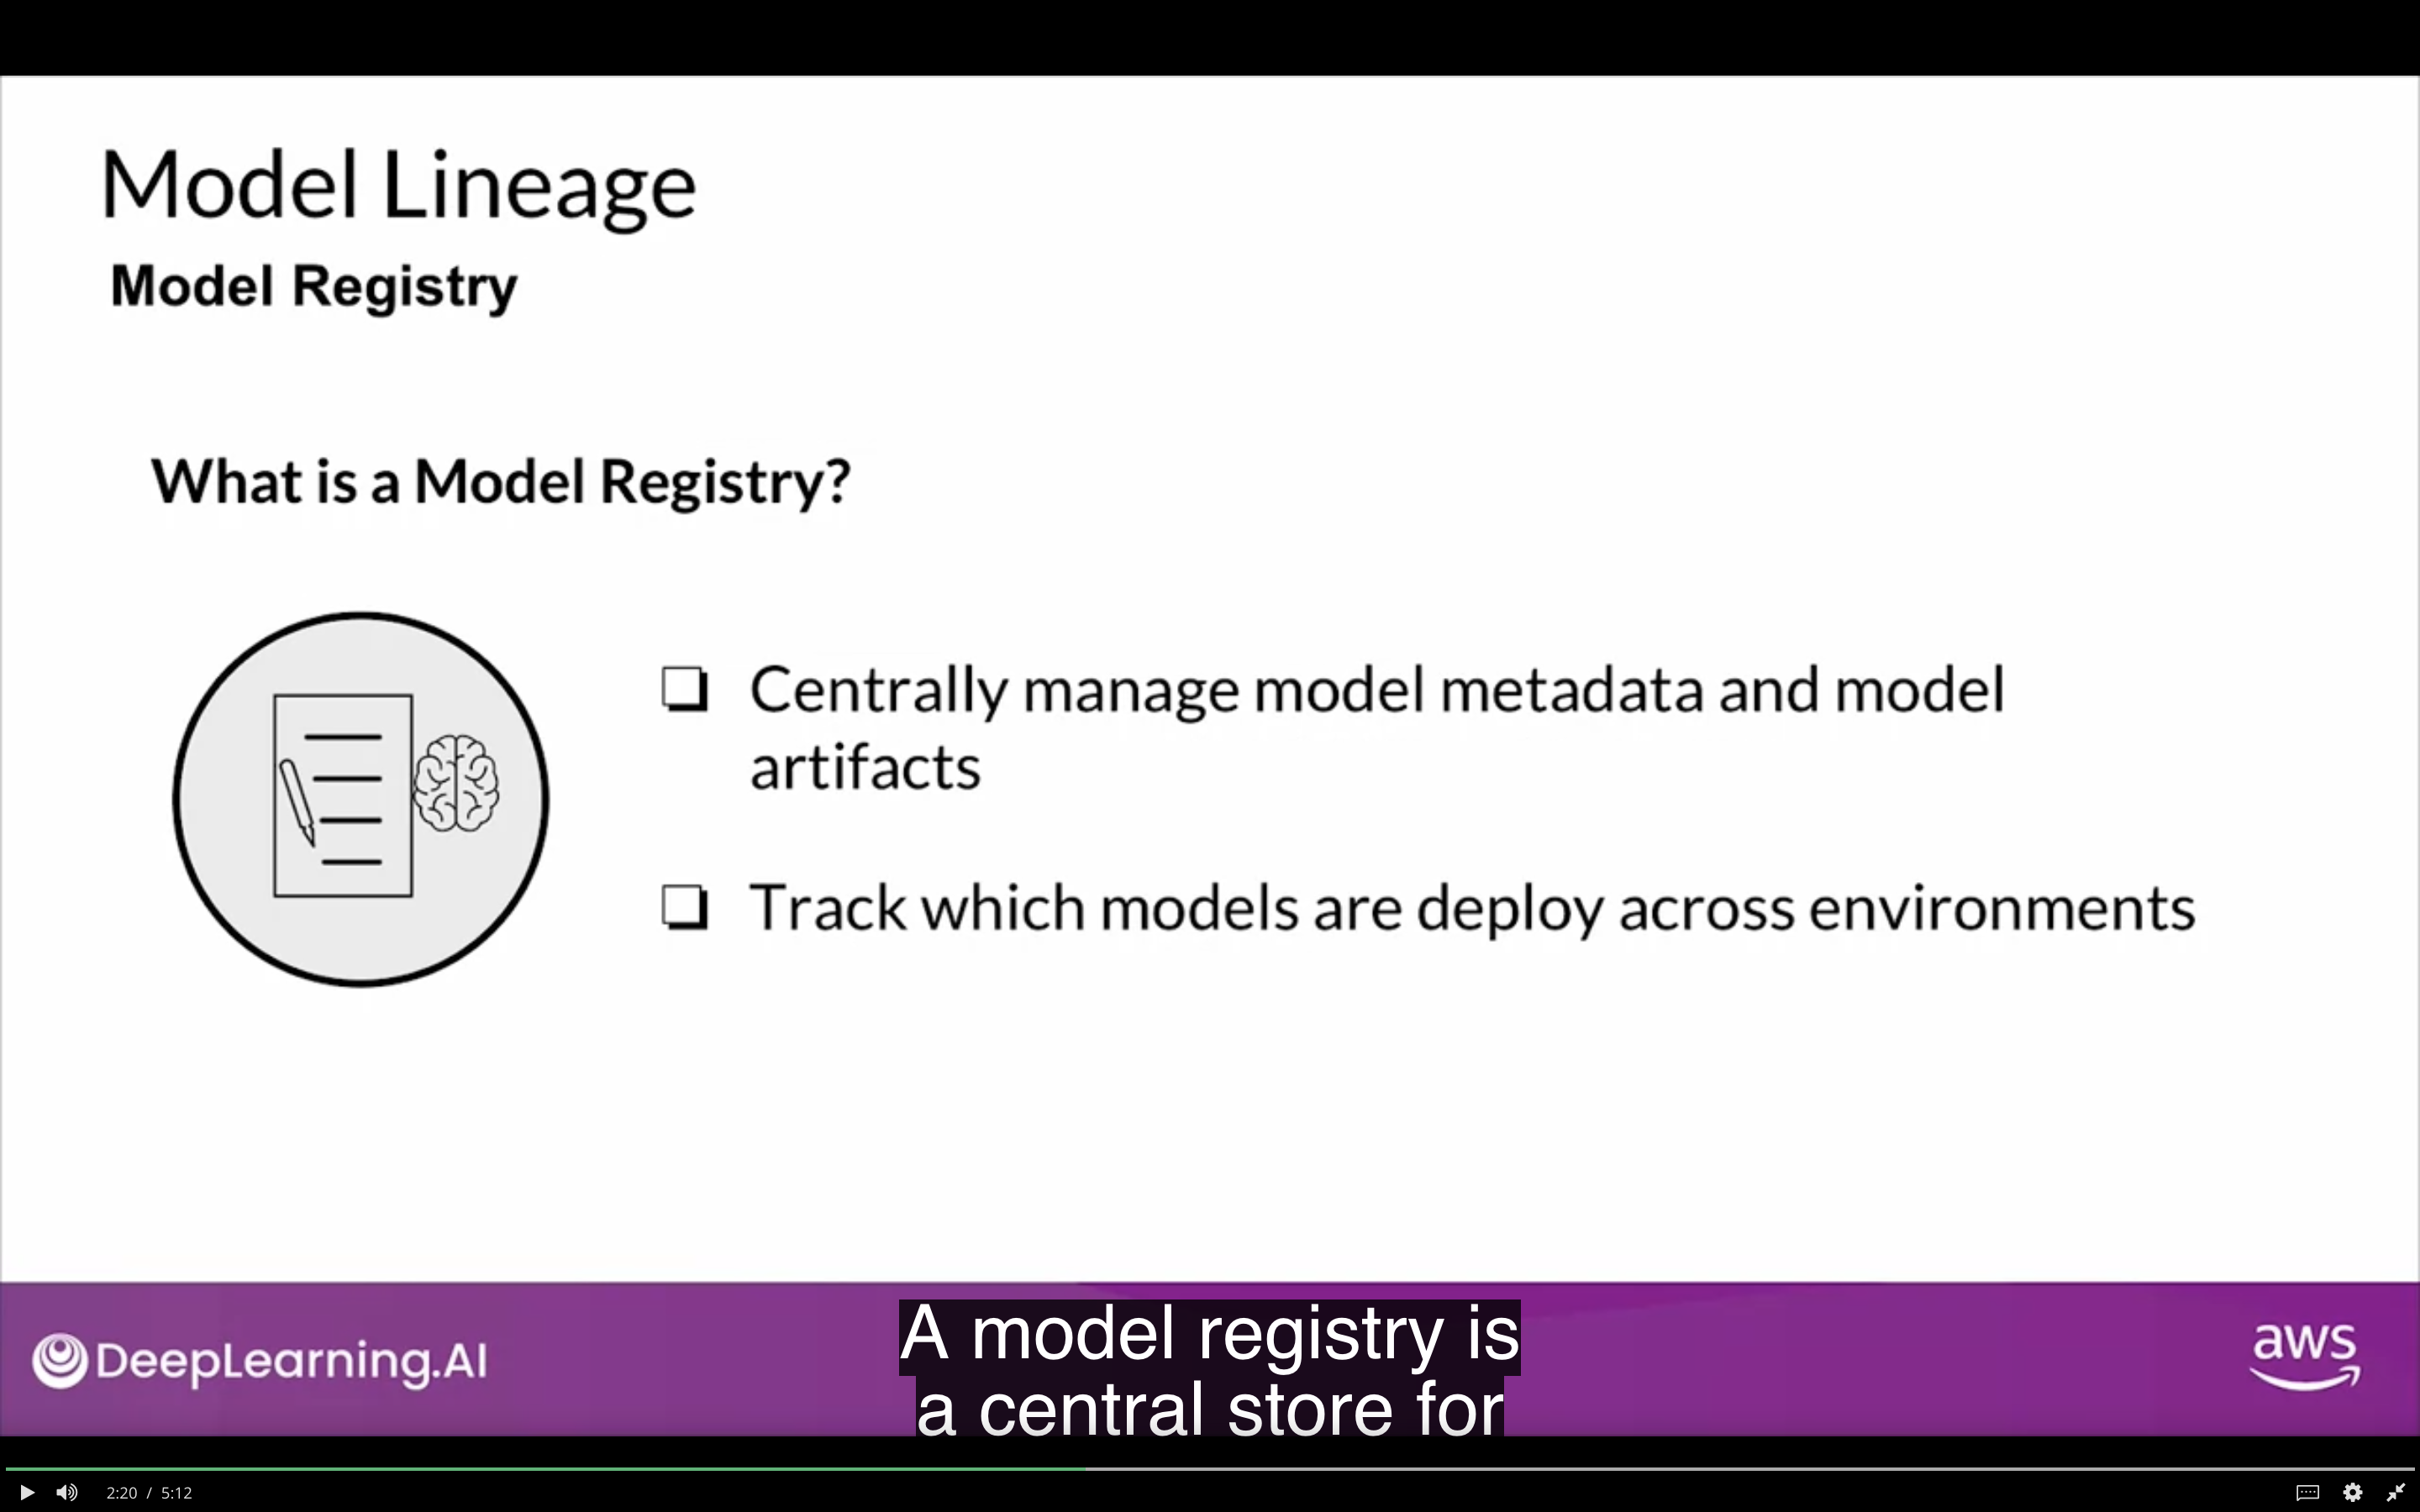 Model Lineage
Model Registry
What is a Model Registry?
Centrally manage model metadata and model
artifacts
Track which models are deploy across environments
DeepLearning.AI
A model registry is
a central store for
aws
2:20 / 5:12